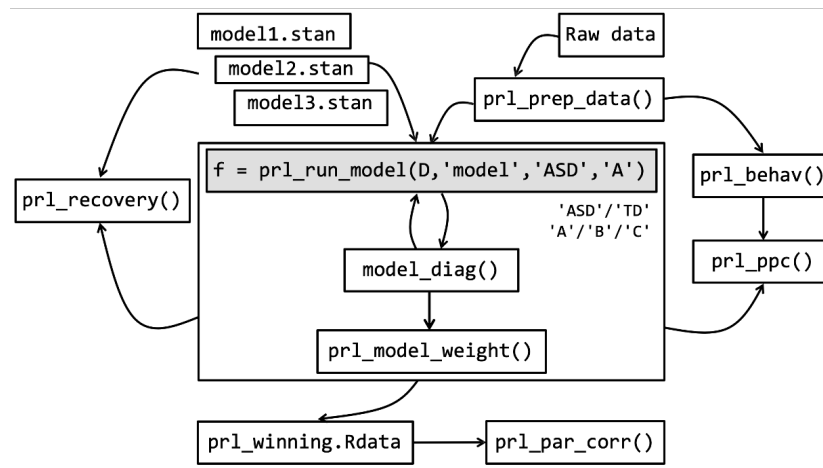 model1.stan
Raw data
model2.stan
model3.stan
prl_prep_data()
f = prl_run_model(D,'model','ASD','A')
prl_behav()
prl_recovery()
'ASD'/'TD'
'A'/'B'/'C'
model_diag()
prl_ppc()
prl_model_weight()
prl_winning.Rdata
prl_par_corr()